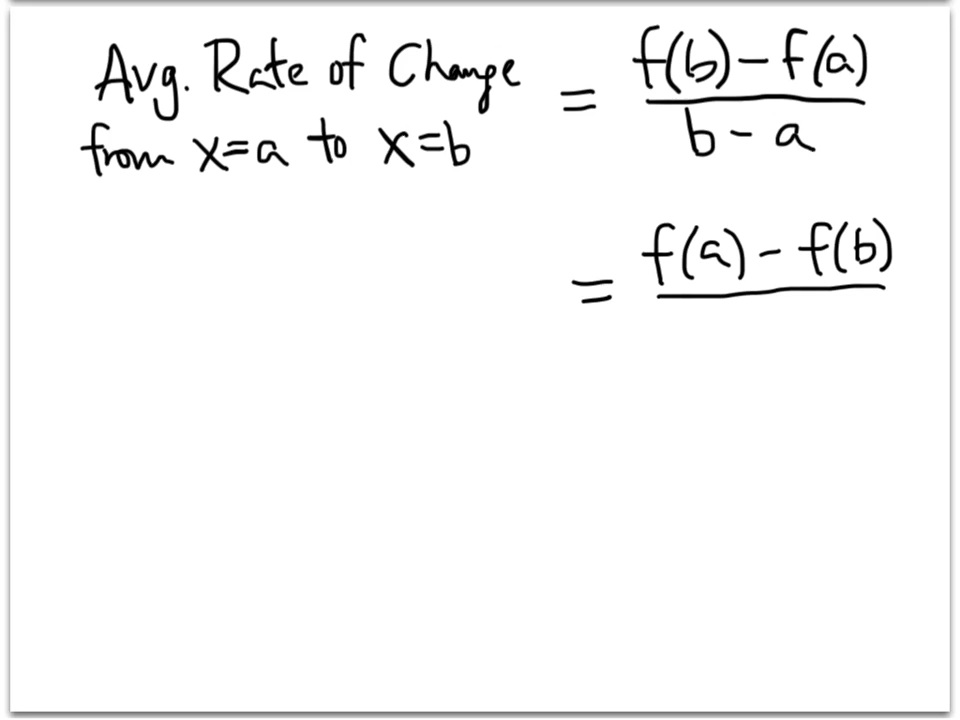 Avg. Rate of Change
from x=a to x=b
= f(b) - f(a)
b - a
= f(a) - f(b)